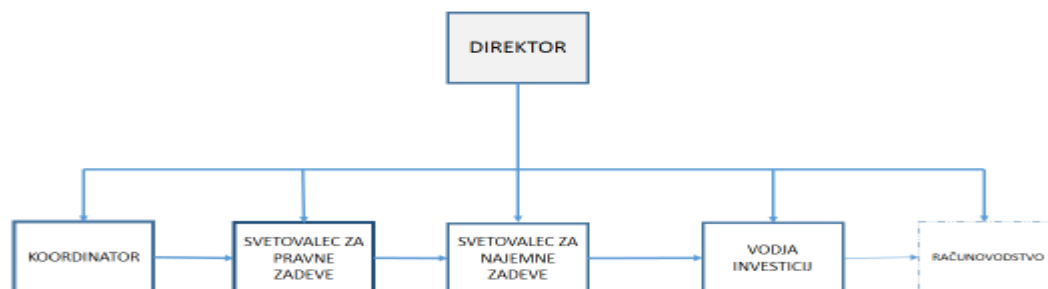 DIREKTOR
KOORDINATOR
SVETOVALEC ZA
PRAVNE
ZADEVE
SVETOVALEC ZA
NAJEMNE
ZADEVE
VODJA
INVESTICIJ
RAČUNOVODSTVO